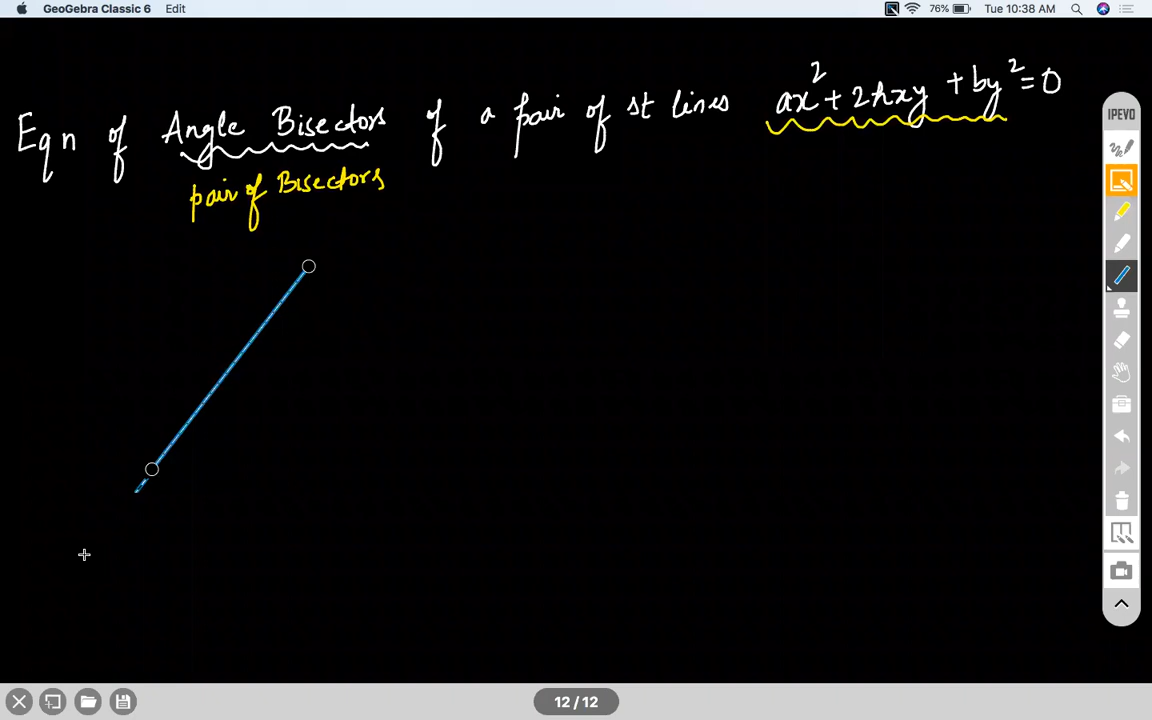 GeoGebra Classic 6 Edit 76% Tue 10:38 AM
Eqn of Angle Bisectors of a pair of st lines ax²+2hxy+by²=0
pair of Bisectors
IPEVO
12/12